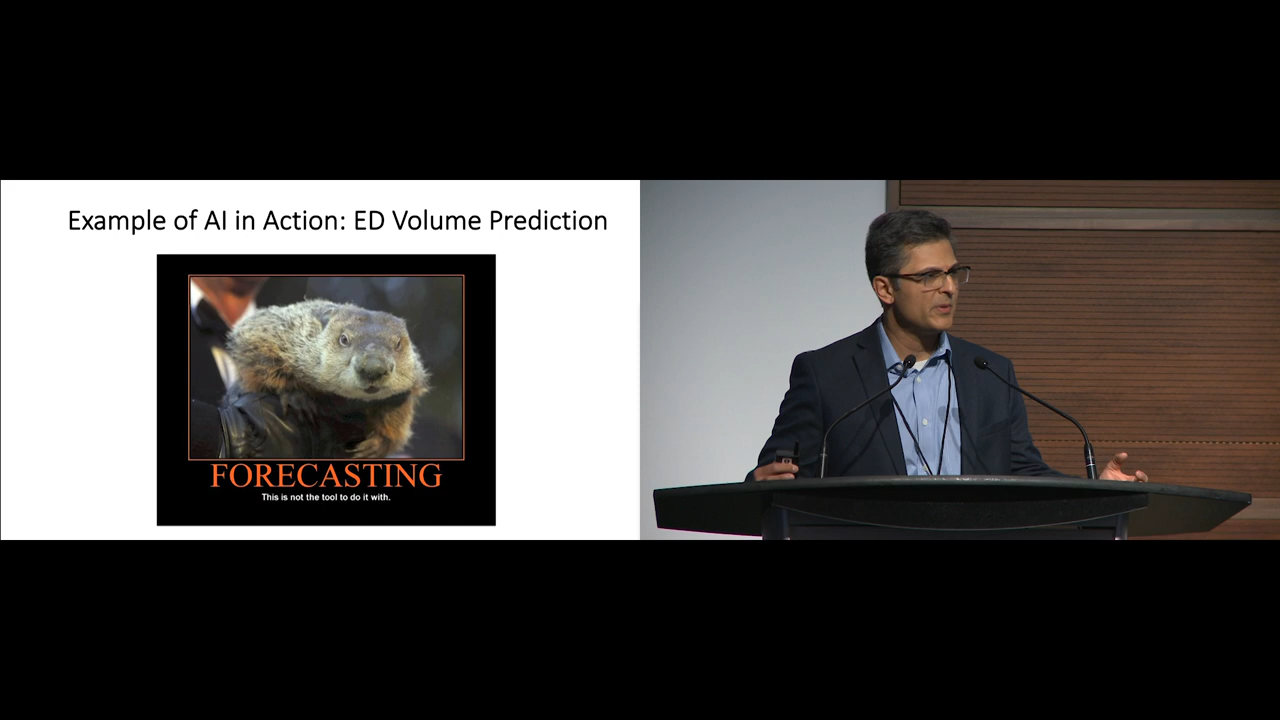 Example of AI in Action: ED Volume Prediction
FORECASTING
This is not the tool to do it with.